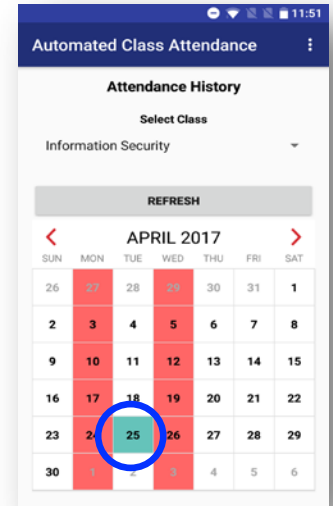 11:51
Automated Class Attendance
Attendance History
Select Class
Information Security
REFRESH
APRIL 2017
SUN MON TUE WED THU FRI SAT
26 27 28 29 30 31 1
2 3 4 5 6 7 8
9 10 11 12 13 14 15
16 17 18 19 20 21 22
23 24 25 26 27 28 29
30 1 2 3 4 5 6